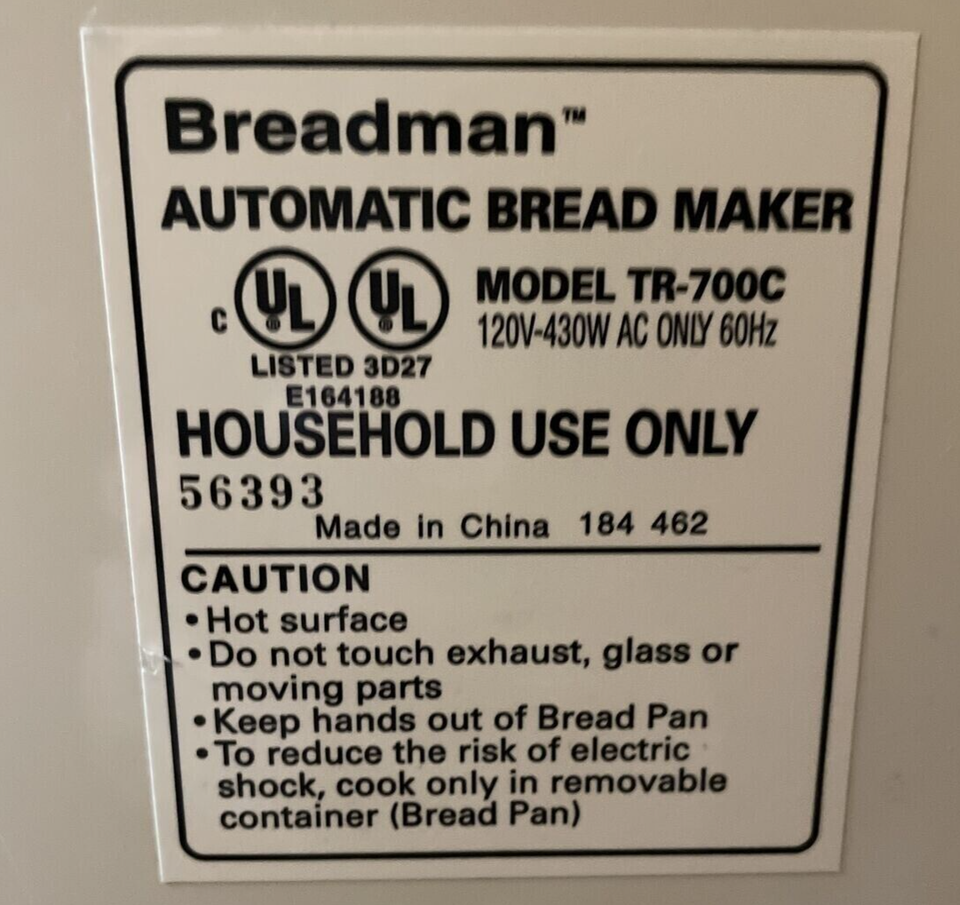 Breadman™
AUTOMATIC BREAD MAKER
C UL® UL® MODEL TR-700C
120V-430W AC ONLY 60Hz
LISTED 3D27
E164188
HOUSEHOLD USE ONLY
56393
Made in China 184 462
CAUTION
• Hot surface
• Do not touch exhaust, glass or
moving parts
• Keep hands out of Bread Pan
• To reduce the risk of electric
shock, cook only in removable
container (Bread Pan)